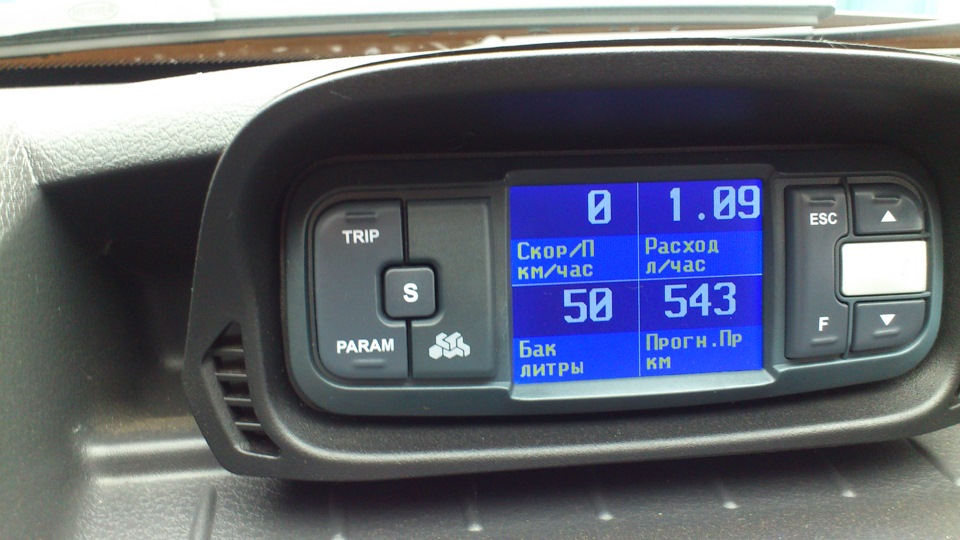 TRIP
S
PARAM
0
1.09
Скор/П
км/час
Расход
л/час
50
543
Бак
литры
Прогн.Пр
км
ESC
F